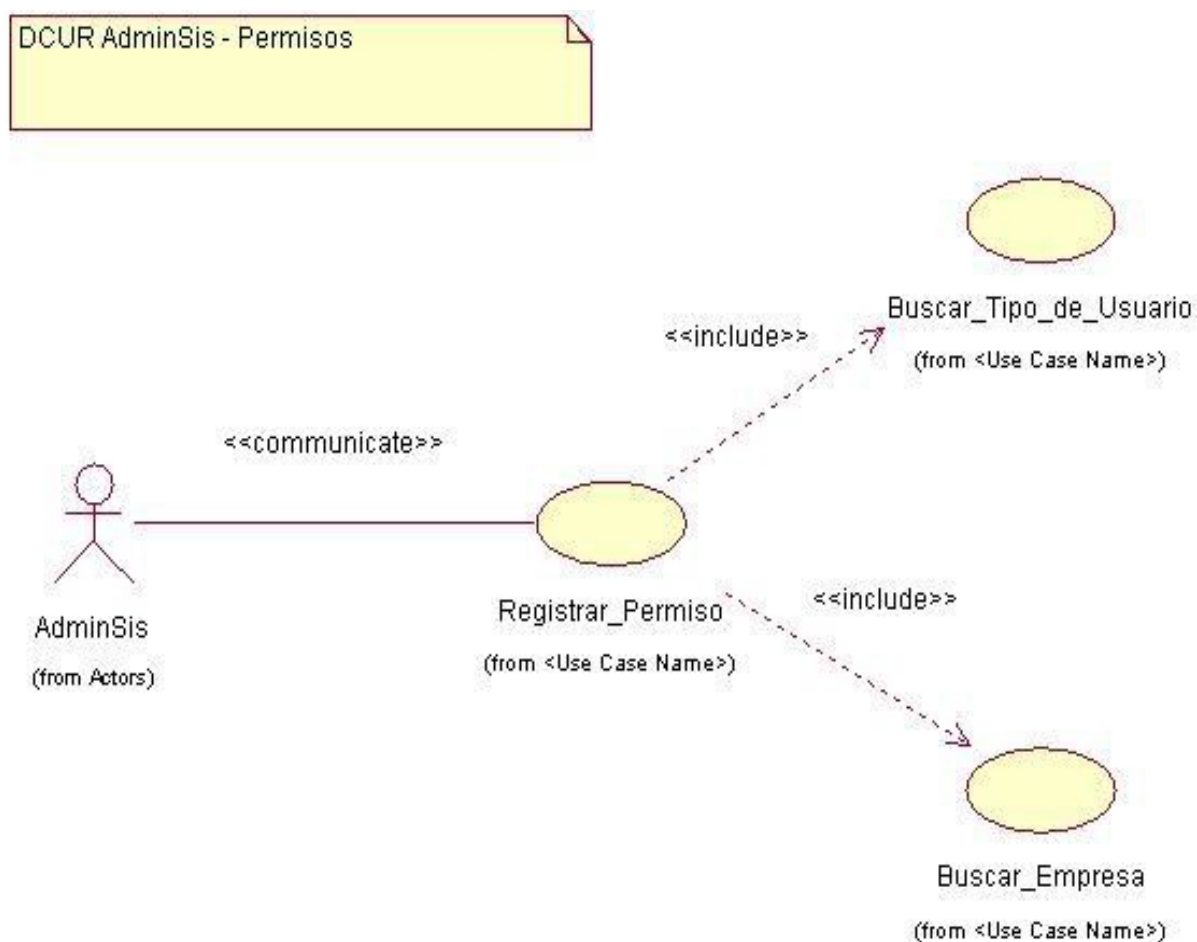 DCUR AdminSis - Permisos
Buscar_Tipo_de_Usuario
(from <Use Case Name>)
<<include>>
<<communicate>>
AdminSis
(from Actors)
Registrar_Permiso
(from <Use Case Name>)
<<include>>
Buscar_Empresa
(from <Use Case Name>)